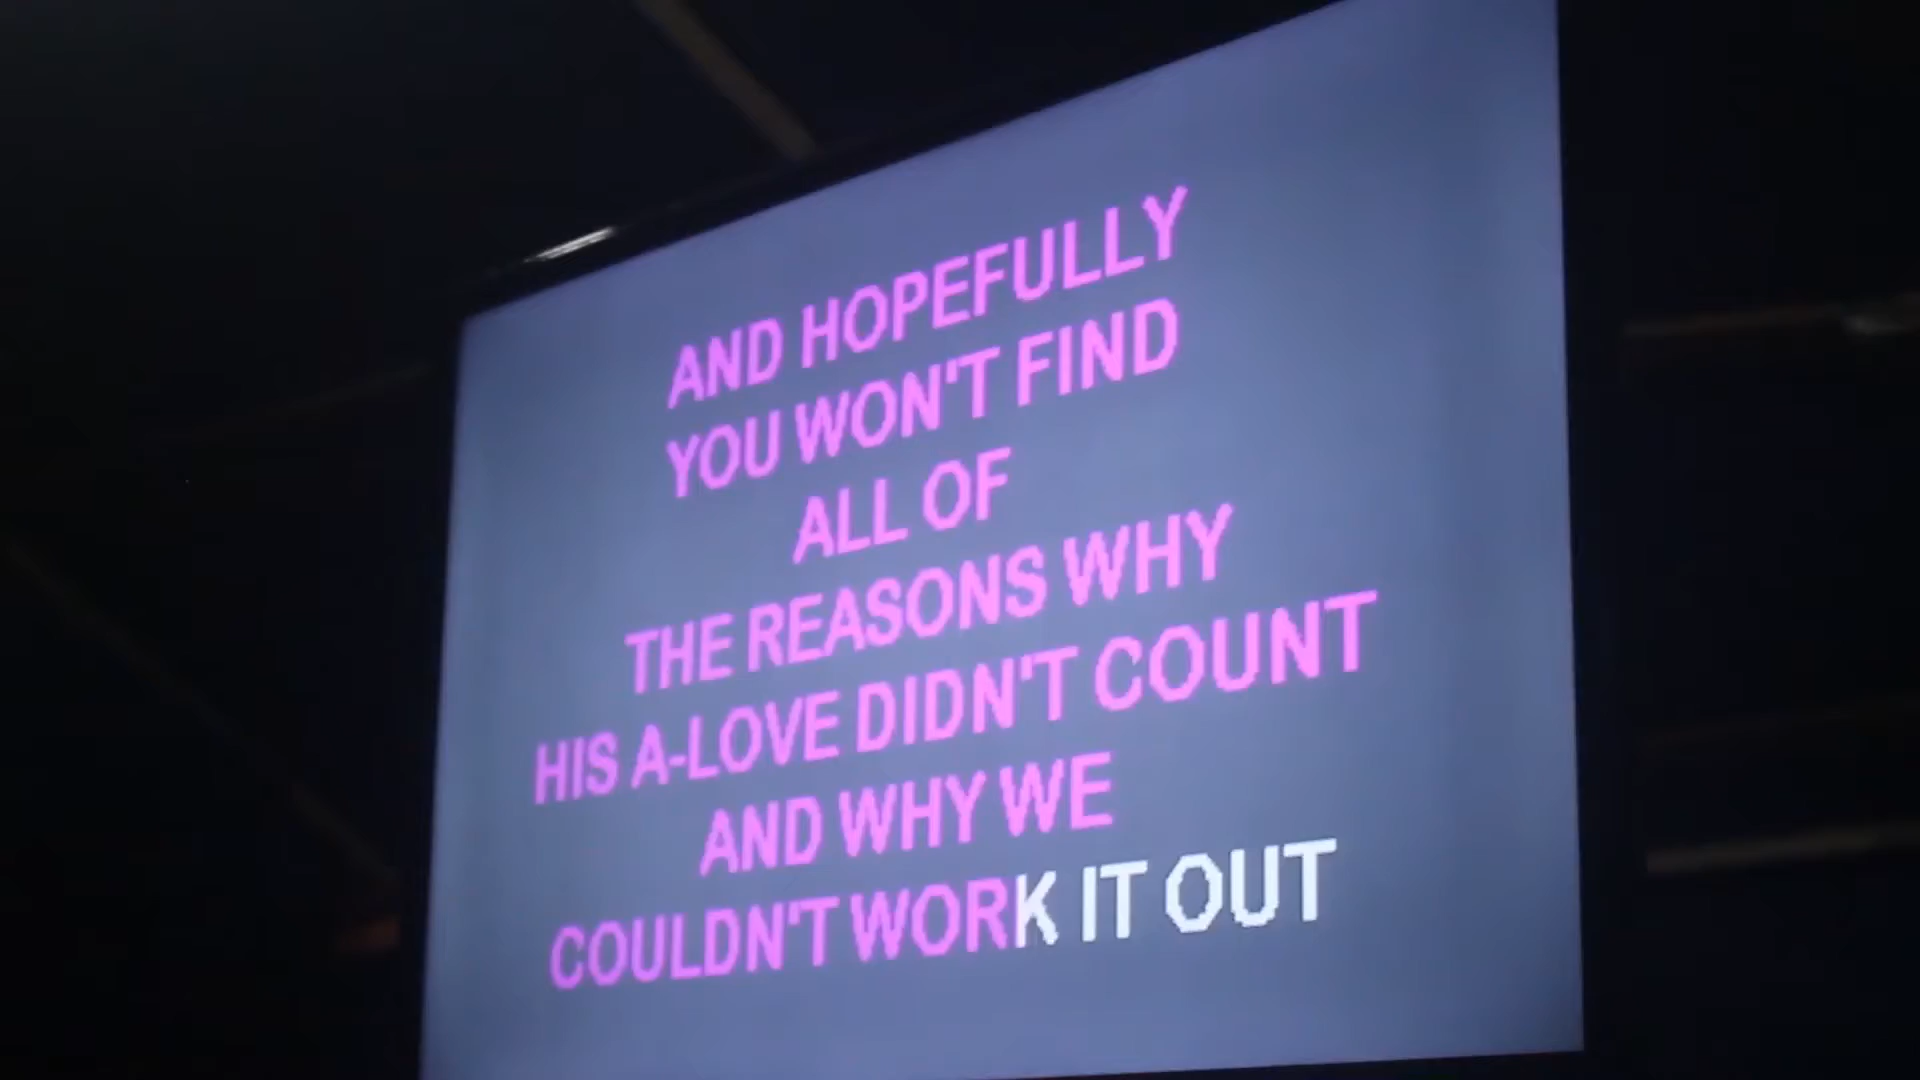 AND HOPEFULLY
YOU WON'T FIND
ALL OF
THE REASONS WHY
HIS A-LOVE DIDN'T COUNT
AND WHY WE
COULDN'T WORK IT OUT